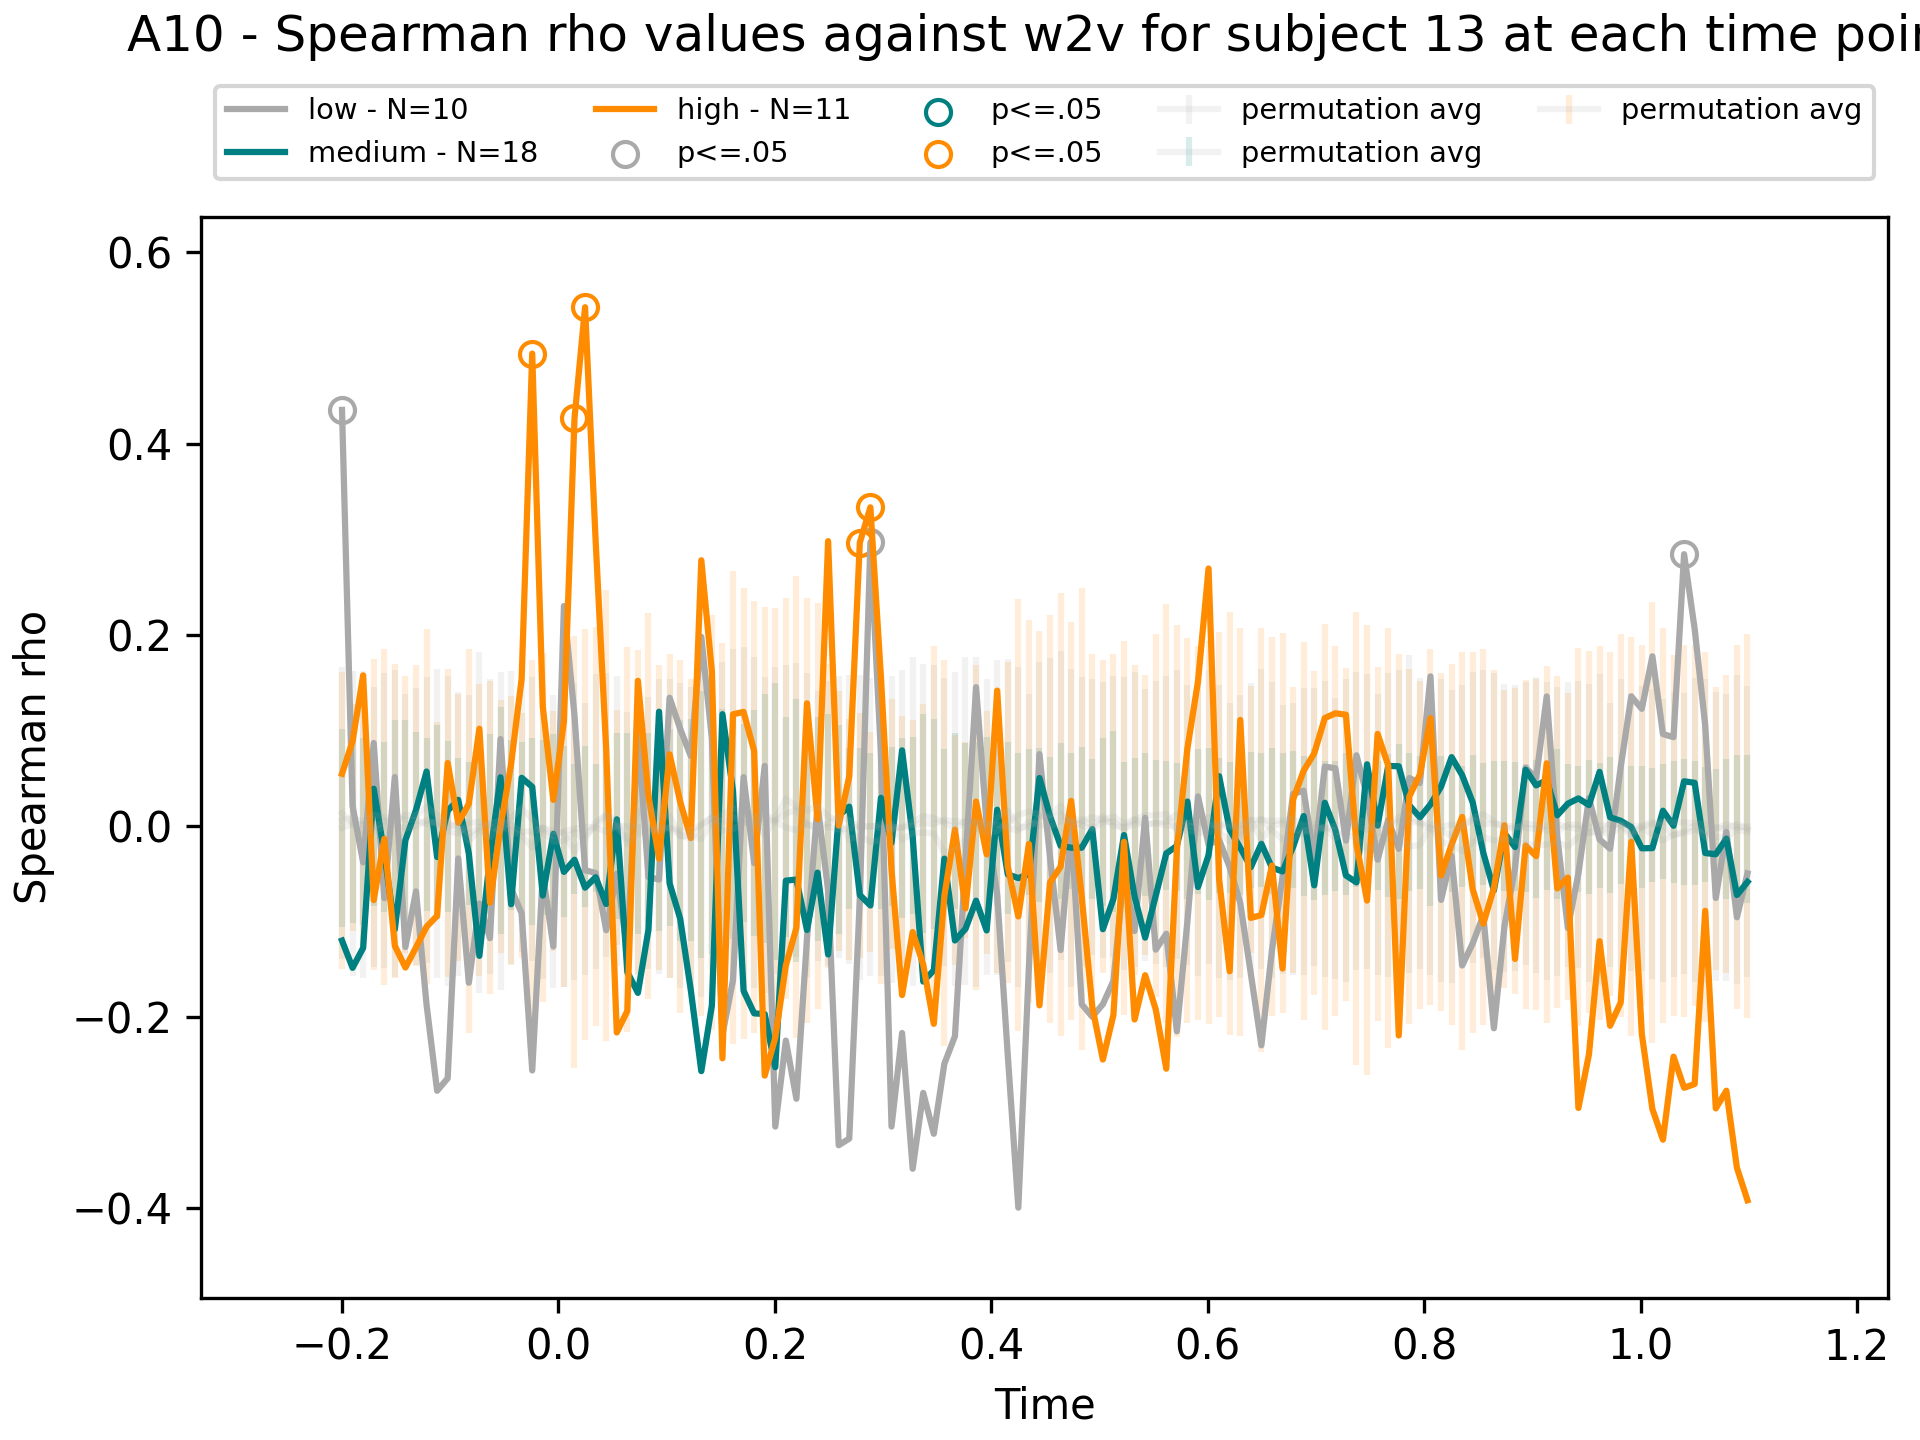 A10 - Spearman rho values against w2v for subject 13 at each time poi
low - N=10
medium - N=18
high - N=11
p<=.05
p<=.05
p<=.05
permutation avg
permutation avg
permutation avg
0.6
0.4
0.2
0.0
−0.2
−0.4
Spearman rho
−0.2 0.0 0.2 0.4 0.6 0.8 1.0 1.2
Time